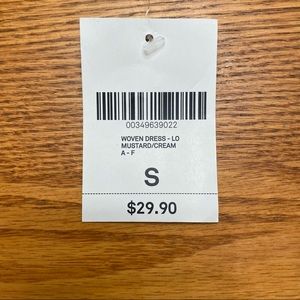 00349639022
WOVEN DRESS - LO
MUSTARD/CREAM
A - F
S
$29.90